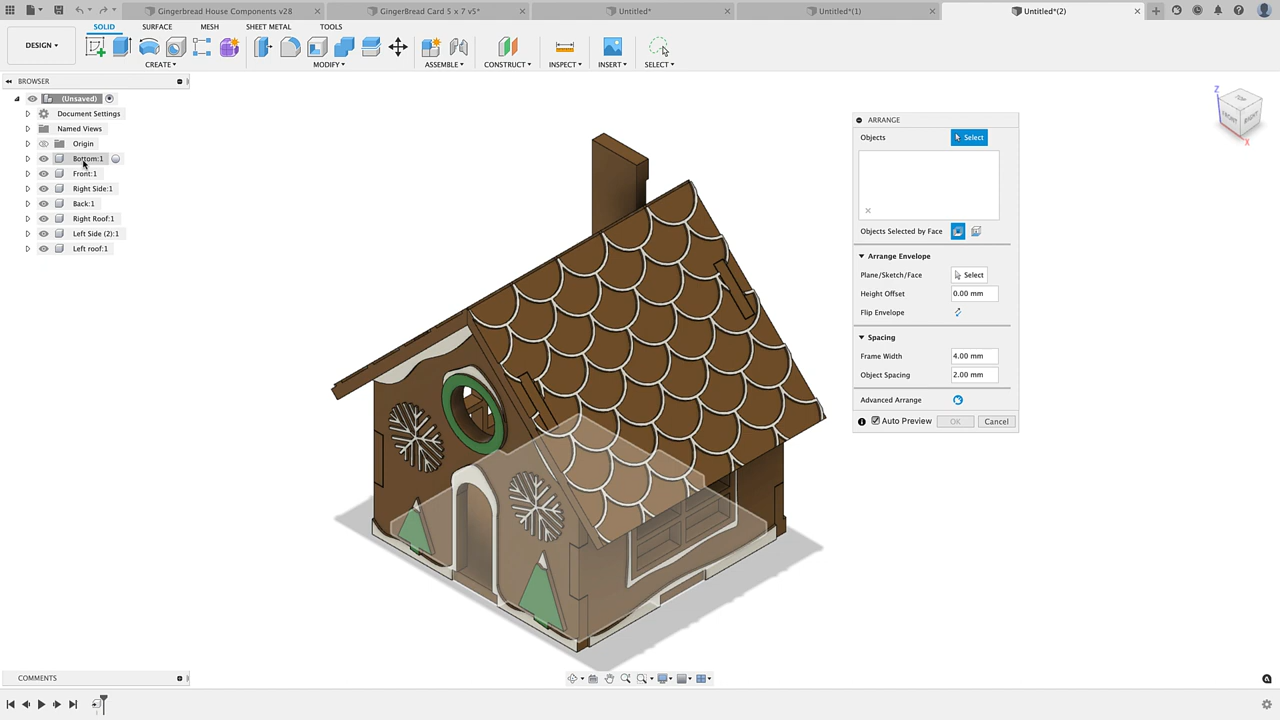 Gingerbread House Components v28
GingerBread Card 5 x 7 v5*
Untitled*
Untitled*(1)
Untitled*(2)
SOLID SURFACE MESH SHEET METAL TOOLS
DESIGN
CREATE MODIFY ASSEMBLE CONSTRUCT INSPECT INSERT SELECT
BROWSER
(Unsaved)
Document Settings
Named Views
Origin
Bottom:1
Front:1
Right Side:1
Back:1
Right Roof:1
Left Side (2):1
Left roof:1
Z
TOP
FRONT RIGHT
X
ARRANGE
Objects Select
Objects Selected by Face
Arrange Envelope
Plane/Sketch/Face Select
Height Offset 0.00 mm
Flip Envelope
Spacing
Frame Width 4.00 mm
Object Spacing 2.00 mm
Advanced Arrange
Auto Preview OK Cancel
COMMENTS